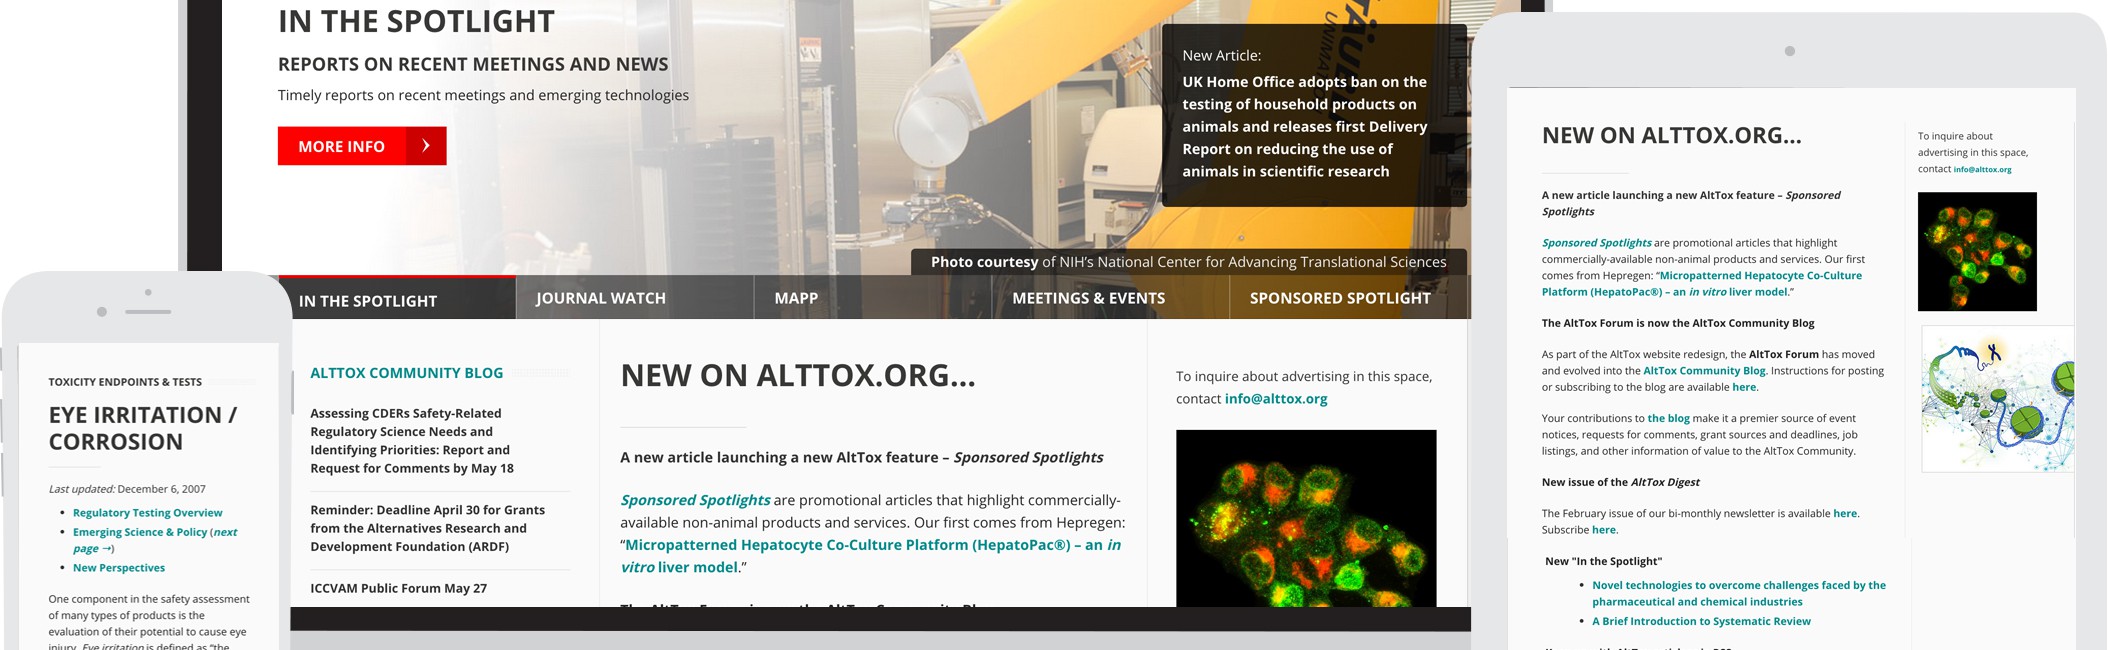 IN THE SPOTLIGHT
REPORTS ON RECENT MEETINGS AND NEWS
Timely reports on recent meetings and emerging technologies
MORE INFO
STÄUBLI
UNIMAT
New Article:
UK Home Office adopts ban on the
testing of household products on
animals and releases first Delivery
Report on reducing the use of
animals in scientific research
Photo courtesy of NIH’s National Center for Advancing Translational Sciences
IN THE SPOTLIGHT
JOURNAL WATCH
MAPP
MEETINGS & EVENTS
SPONSORED SPOTLIGHT
ALTTOX COMMUNITY BLOG
Assessing CDERs Safety-Related
Regulatory Science Needs and
Identifying Priorities: Report and
Request for Comments by May 18
Reminder: Deadline April 30 for Grants
from the Alternatives Research and
Development Foundation (ARDF)
ICCVAM Public Forum May 27
NEW ON ALTTOX.ORG...
A new article launching a new AltTox feature – Sponsored Spotlights
Sponsored Spotlights are promotional articles that highlight commercially-
available non-animal products and services. Our first comes from Hepregen:
“Micropatterned Hepatocyte Co-Culture Platform (HepatoPac®) – an in
vitro liver model.”
The AltTox Forum is now the AltTox Community Blog
To inquire about advertising in this space,
contact info@alttox.org
TOXICITY ENDPOINTS & TESTS
EYE IRRITATION /
CORROSION
Last updated: December 6, 2007
• Regulatory Testing Overview
• Emerging Science & Policy (next
page →)
• New Perspectives
One component in the safety assessment
of many types of products is the
evaluation of their potential to cause eye
injury. Eye irritation is defined as “the
NEW ON ALTTOX.ORG...
A new article launching a new AltTox feature – Sponsored
Spotlights
Sponsored Spotlights are promotional articles that highlight
commercially-available non-animal products and services. Our first
comes from Hepregen: “Micropatterned Hepatocyte Co-Culture
Platform (HepatoPac®) – an in vitro liver model.”
The AltTox Forum is now the AltTox Community Blog
As part of the AltTox website redesign, the AltTox Forum has moved
and evolved into the AltTox Community Blog. Instructions for posting
or subscribing to the blog are available here.
Your contributions to the blog make it a premier source of event
notices, requests for comments, grant sources and deadlines, job
listings, and other information of value to the AltTox Community.
New issue of the AltTox Digest
The February issue of our bi-monthly newsletter is available here.
Subscribe here.
New "In the Spotlight"
• Novel technologies to overcome challenges faced by the
pharmaceutical and chemical industries
• A Brief Introduction to Systematic Review
To inquire about
advertising in this space,
contact info@alttox.org